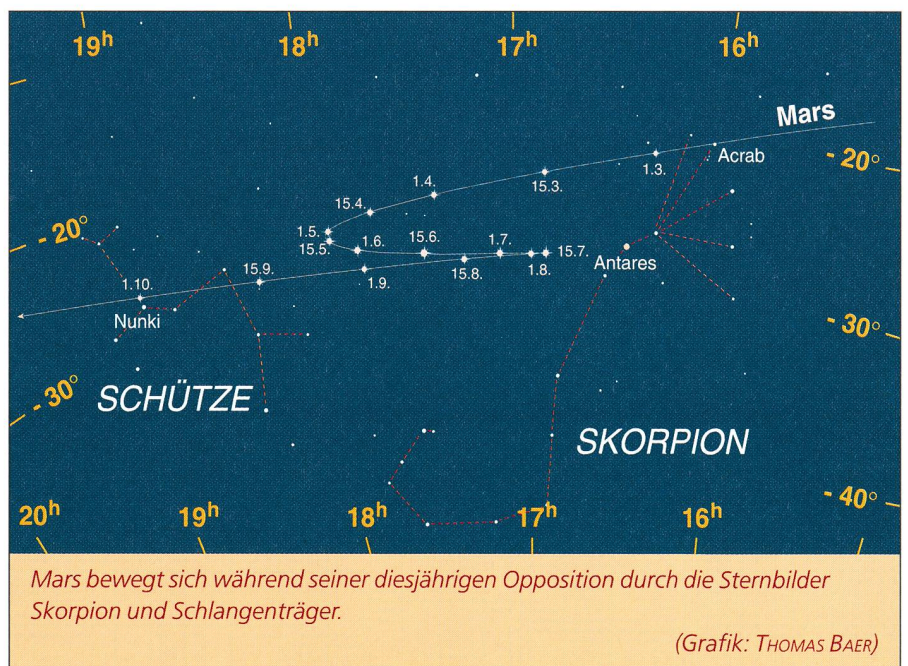 19h 18h 17h 16h
Mars
Acrab
- 20°
1.3.
15.3.
1.4.
15.4.
1.5.
15.5.
1.6.
15.6.
1.7.
15.7.
1.8.
15.8.
1.9.
15.9.
1.10.
- 20°
Antares
Nunki
- 30°
- 30°
SCHÜTZE
SKORPION
- 40°
20h 19h 18h 17h 16h
Mars bewegt sich während seiner diesjährigen Opposition durch die Sternbilder
Skorpion und Schlangenträger.
(Grafik: THOMAS BAER)